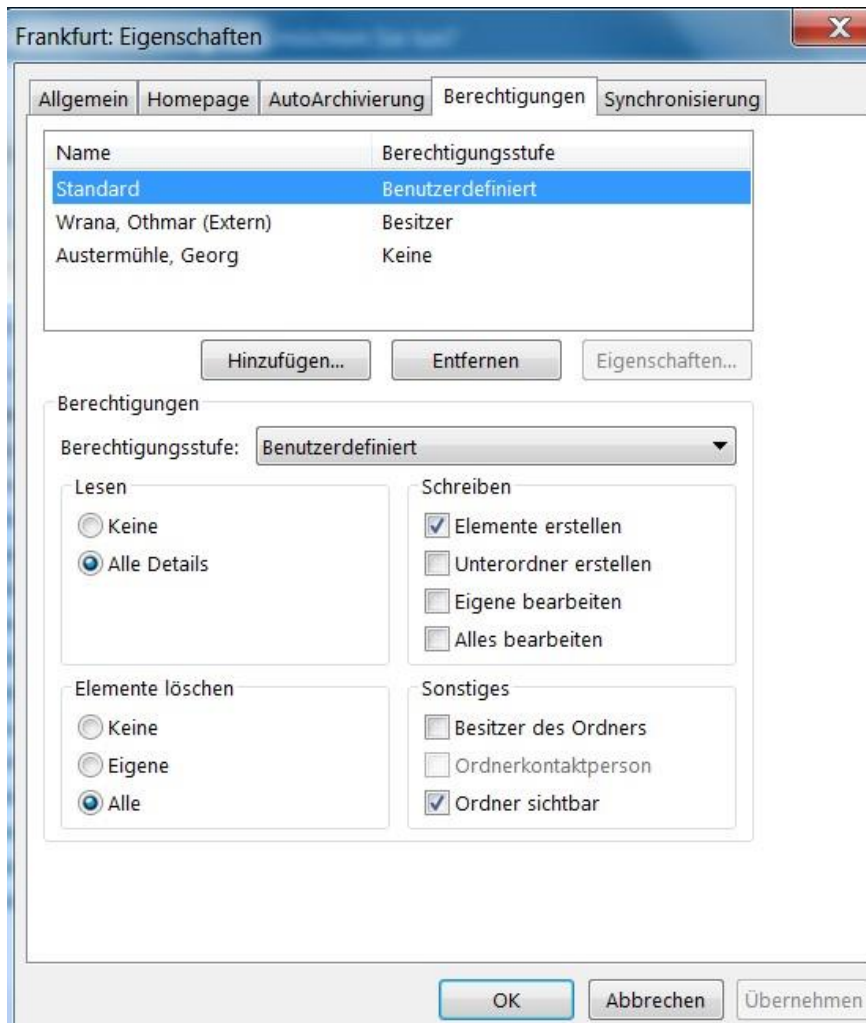 Frankfurt: Eigenschaften
Allgemein Homepage AutoArchivierung Berechtigungen Synchronisierung
Name Berechtigungsstufe
Standard Benutzerdefiniert
Wrana, Othmar (Extern) Besitzer
Austermühle, Georg Keine
Hinzufügen... Entfernen Eigenschaften...
Berechtigungen
Berechtigungsstufe: Benutzerdefiniert
Lesen
Keine
Alle Details
Schreiben
Elemente erstellen
Unterordner erstellen
Eigene bearbeiten
Alles bearbeiten
Elemente löschen
Keine
Eigene
Alle
Sonstiges
Besitzer des Ordners
Ordnerkontaktperson
Ordner sichtbar
OK Abbrechen Übernehmen